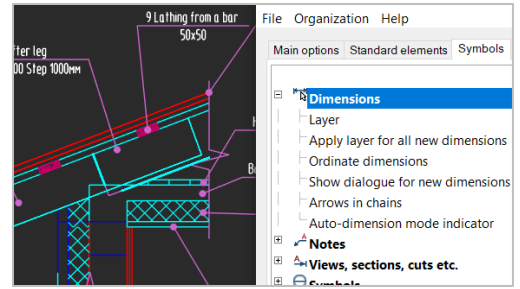 9 Lathing from a bar
50x50
fter leg
00 Step 1000мм
File Organization Help
Main options Standard elements Symbols
Dimensions
Layer
Apply layer for all new dimensions
Ordinate dimensions
Show dialogue for new dimensions
Arrows in chains
Auto-dimension mode indicator
Notes
Views, sections, cuts etc.
Symbols